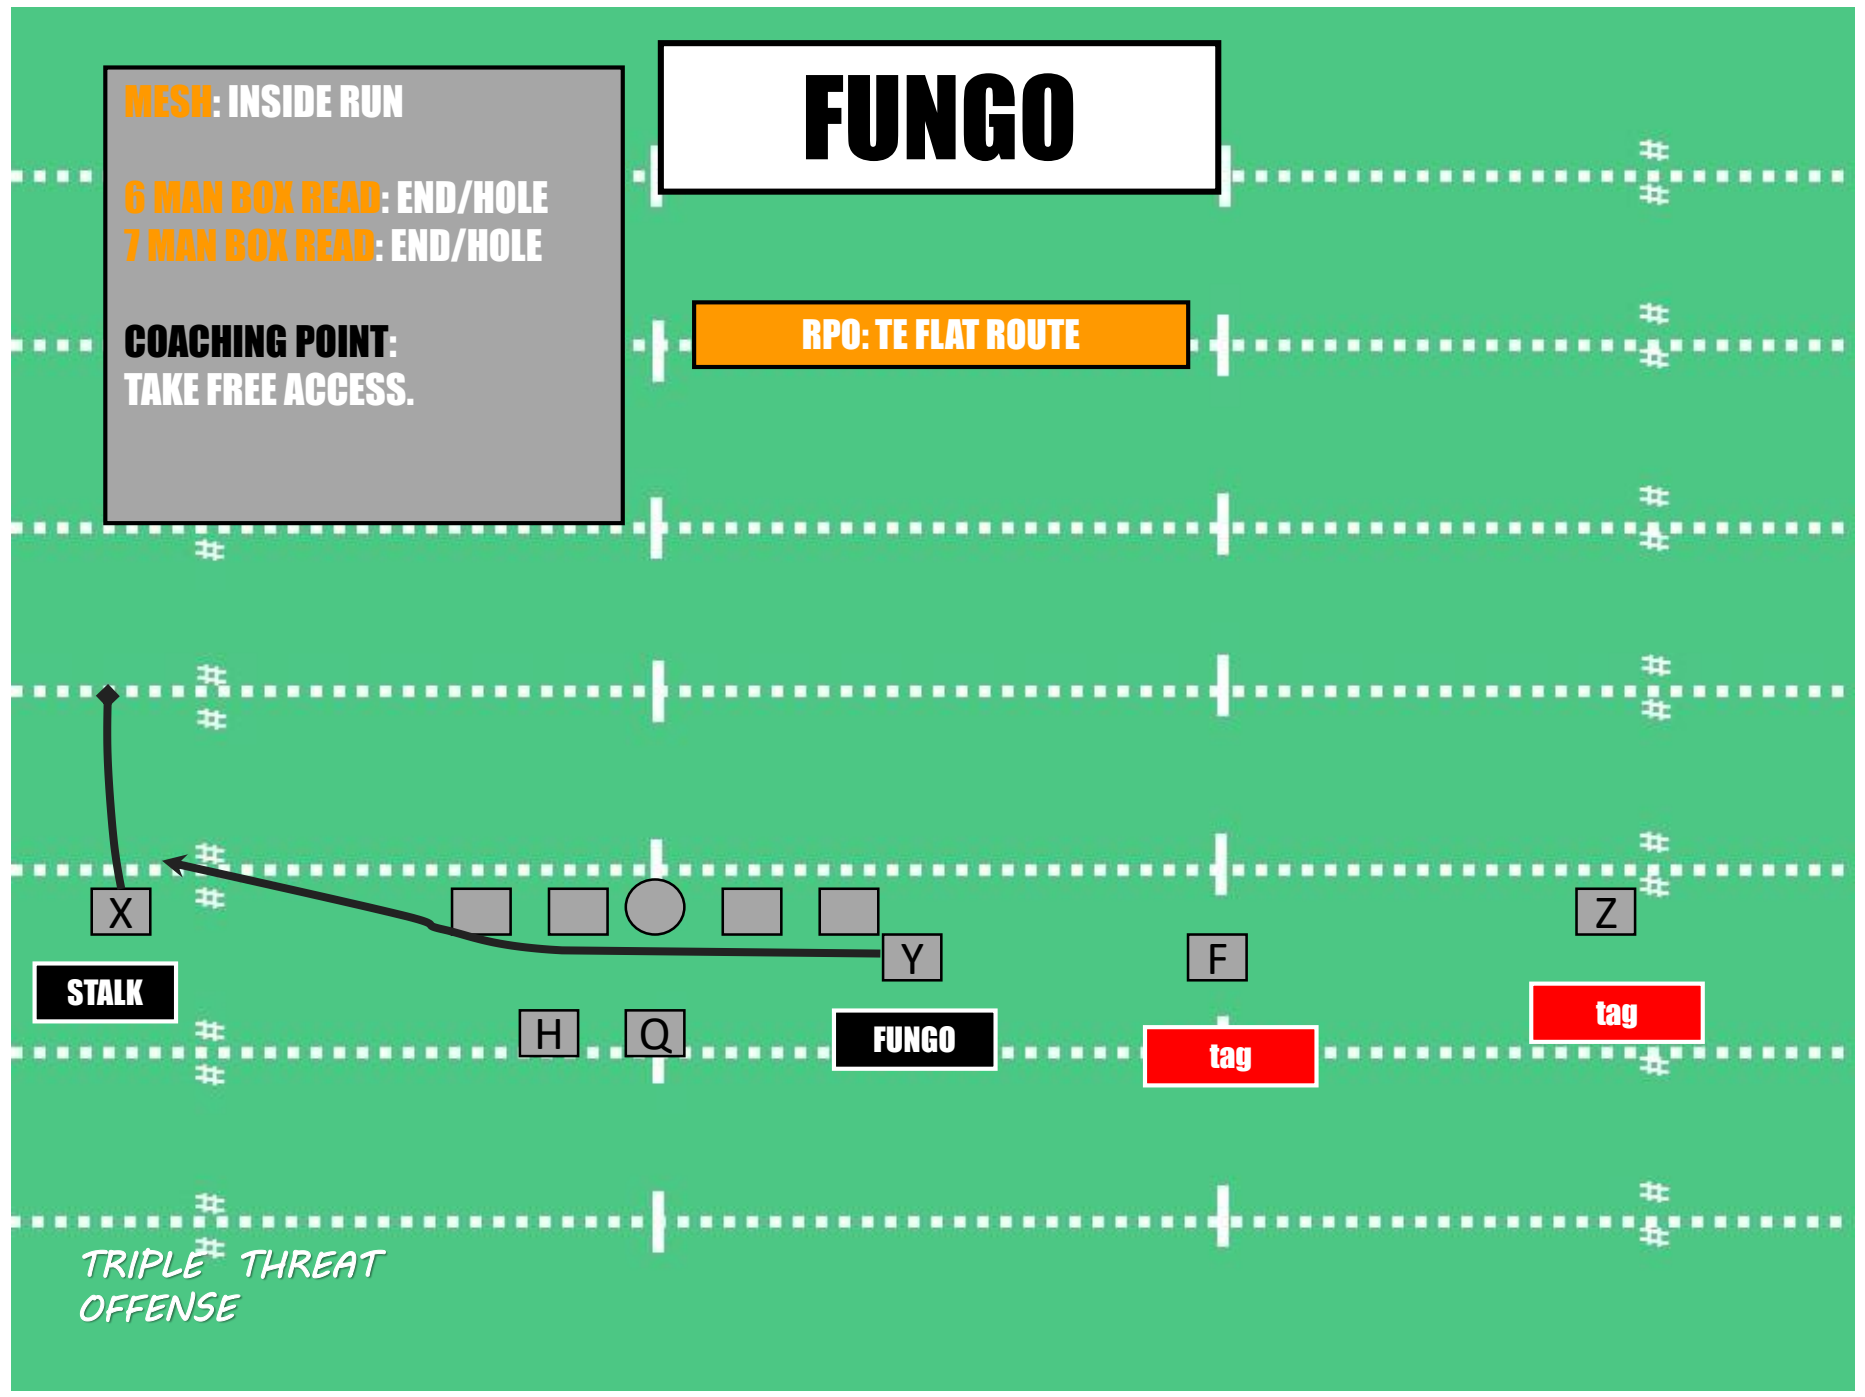 FUNGO
MESH: INSIDE RUN
6 MAN BOX READ: END/HOLE
7 MAN BOX READ: END/HOLE
COACHING POINT:
TAKE FREE ACCESS.
RPO: TE FLAT ROUTE
X
Z
Y
F
STALK
H
Q
FUNGO
tag
tag
TRIPLE THREAT
OFFENSE